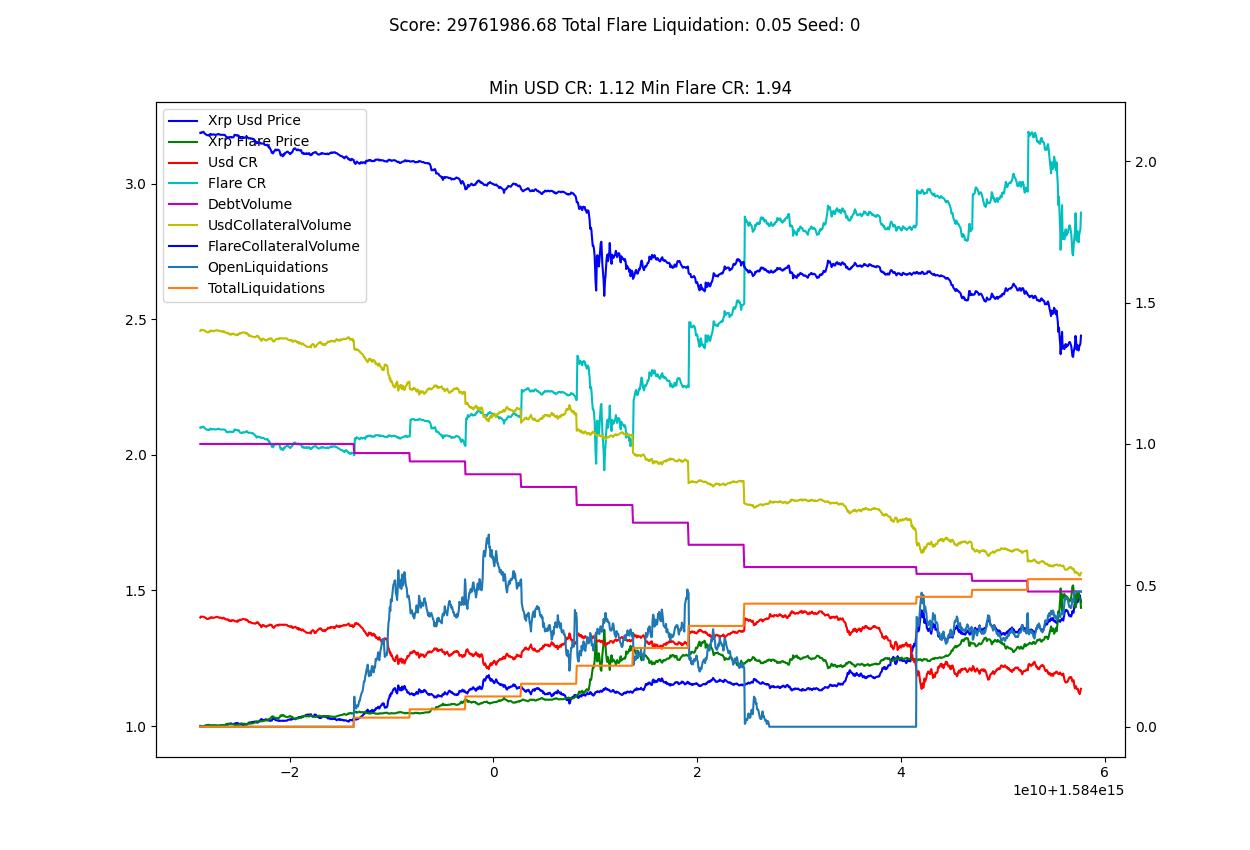 Score: 29761986.68 Total Flare Liquidation: 0.05 Seed: 0
Min USD CR: 1.12 Min Flare CR: 1.94
Xrp Usd Price
Xrp Flare Price
Usd CR
Flare CR
DebtVolume
UsdCollateralVolume
FlareCollateralVolume
OpenLiquidations
TotalLiquidations
3.0
2.5
2.0
1.5
1.0
2.0
1.5
1.0
0.5
0.0
−2
0
2
4
6
1e10+1.584e15